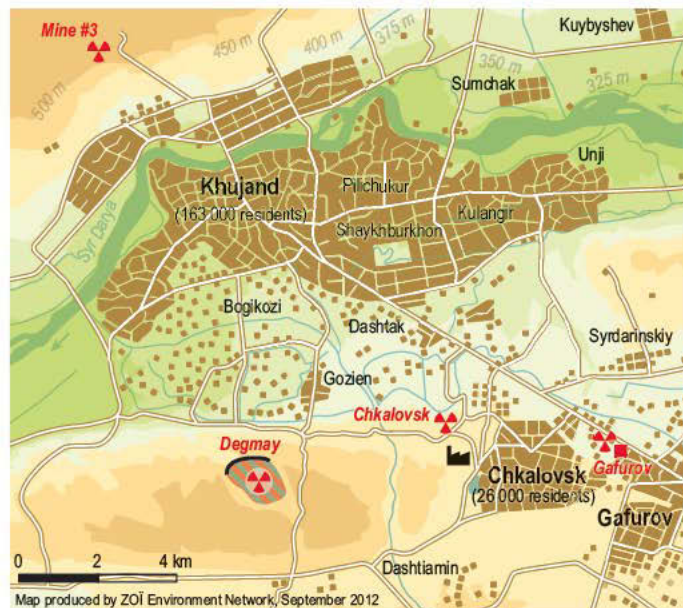 Mine #3
450 m
400 m
375 m
Kuybyshev
500 m
Sumchak
350 m
325 m
Unji
Khujand
(163 000 residents)
Pilichukur
Kulangir
Shaykhburkhon
Syr Darya
Bogikozi
Dashtak
Syrdarinskiy
Gozien
Chkalovsk
Degmay
Gafurov
Chkalovsk
(26 000 residents)
Gafurov
0 2 4 km
Dashtiamin
Map produced by ZOÏ Environment Network, September 2012